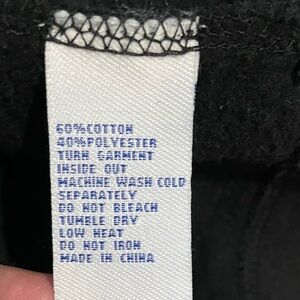 60%COTTON
40%POLYESTER
TURN GARMENT
INSIDE OUT
MACHINE WASH COLD
SEPARATELY
DO NOT BLEACH
TUMBLE DRY
LOW HEAT
DO NOT IRON
MADE IN CHINA